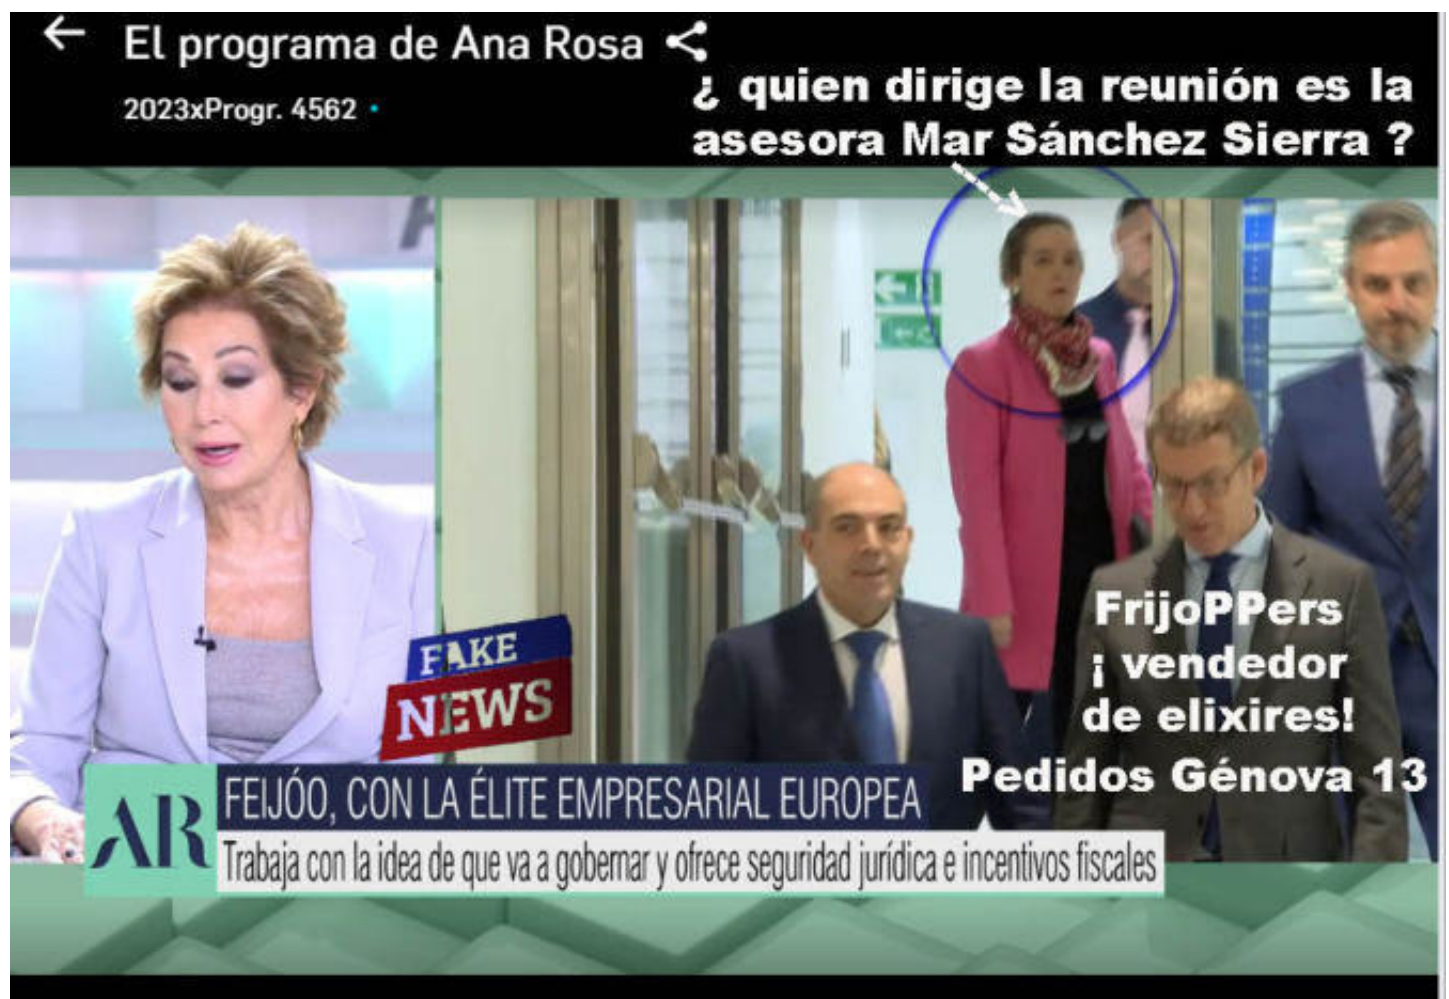 El programa de Ana Rosa
2023xProgr. 4562
¿ quien dirige la reunión es la
asesora Mar Sánchez Sierra ?
FAKE
NEWS
FrijoPPers
¡ vendedor
de elixires!
Pedidos Génova 13
AR
FEIJÓO, CON LA ÉLITE EMPRESARIAL EUROPEA
Trabaja con la idea de que va a gobernar y ofrece seguridad jurídica e incentivos fiscales